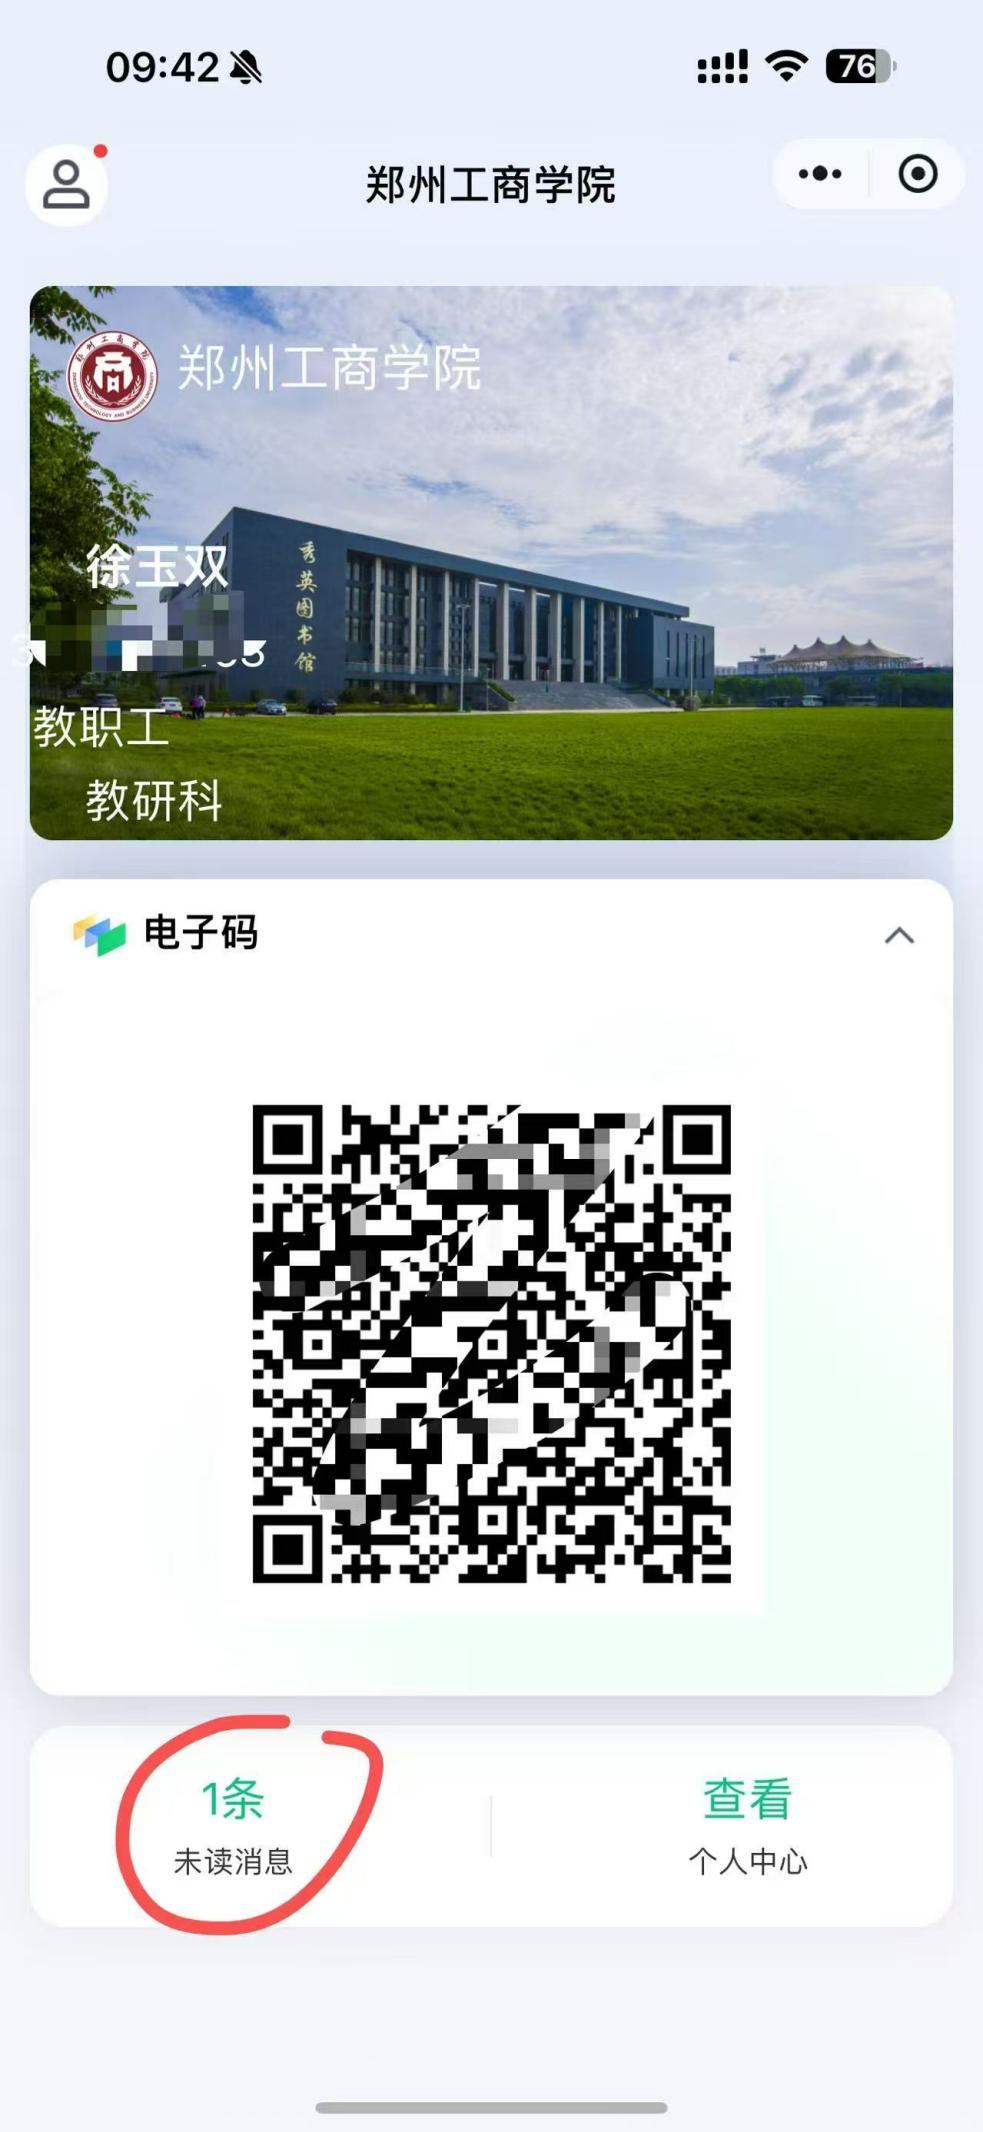 09:42
76
郑州工商学院
郑州工商学院
徐玉双
秀英图书馆
教职工
教研科
电子码
1条
查看
未读消息
个人中心